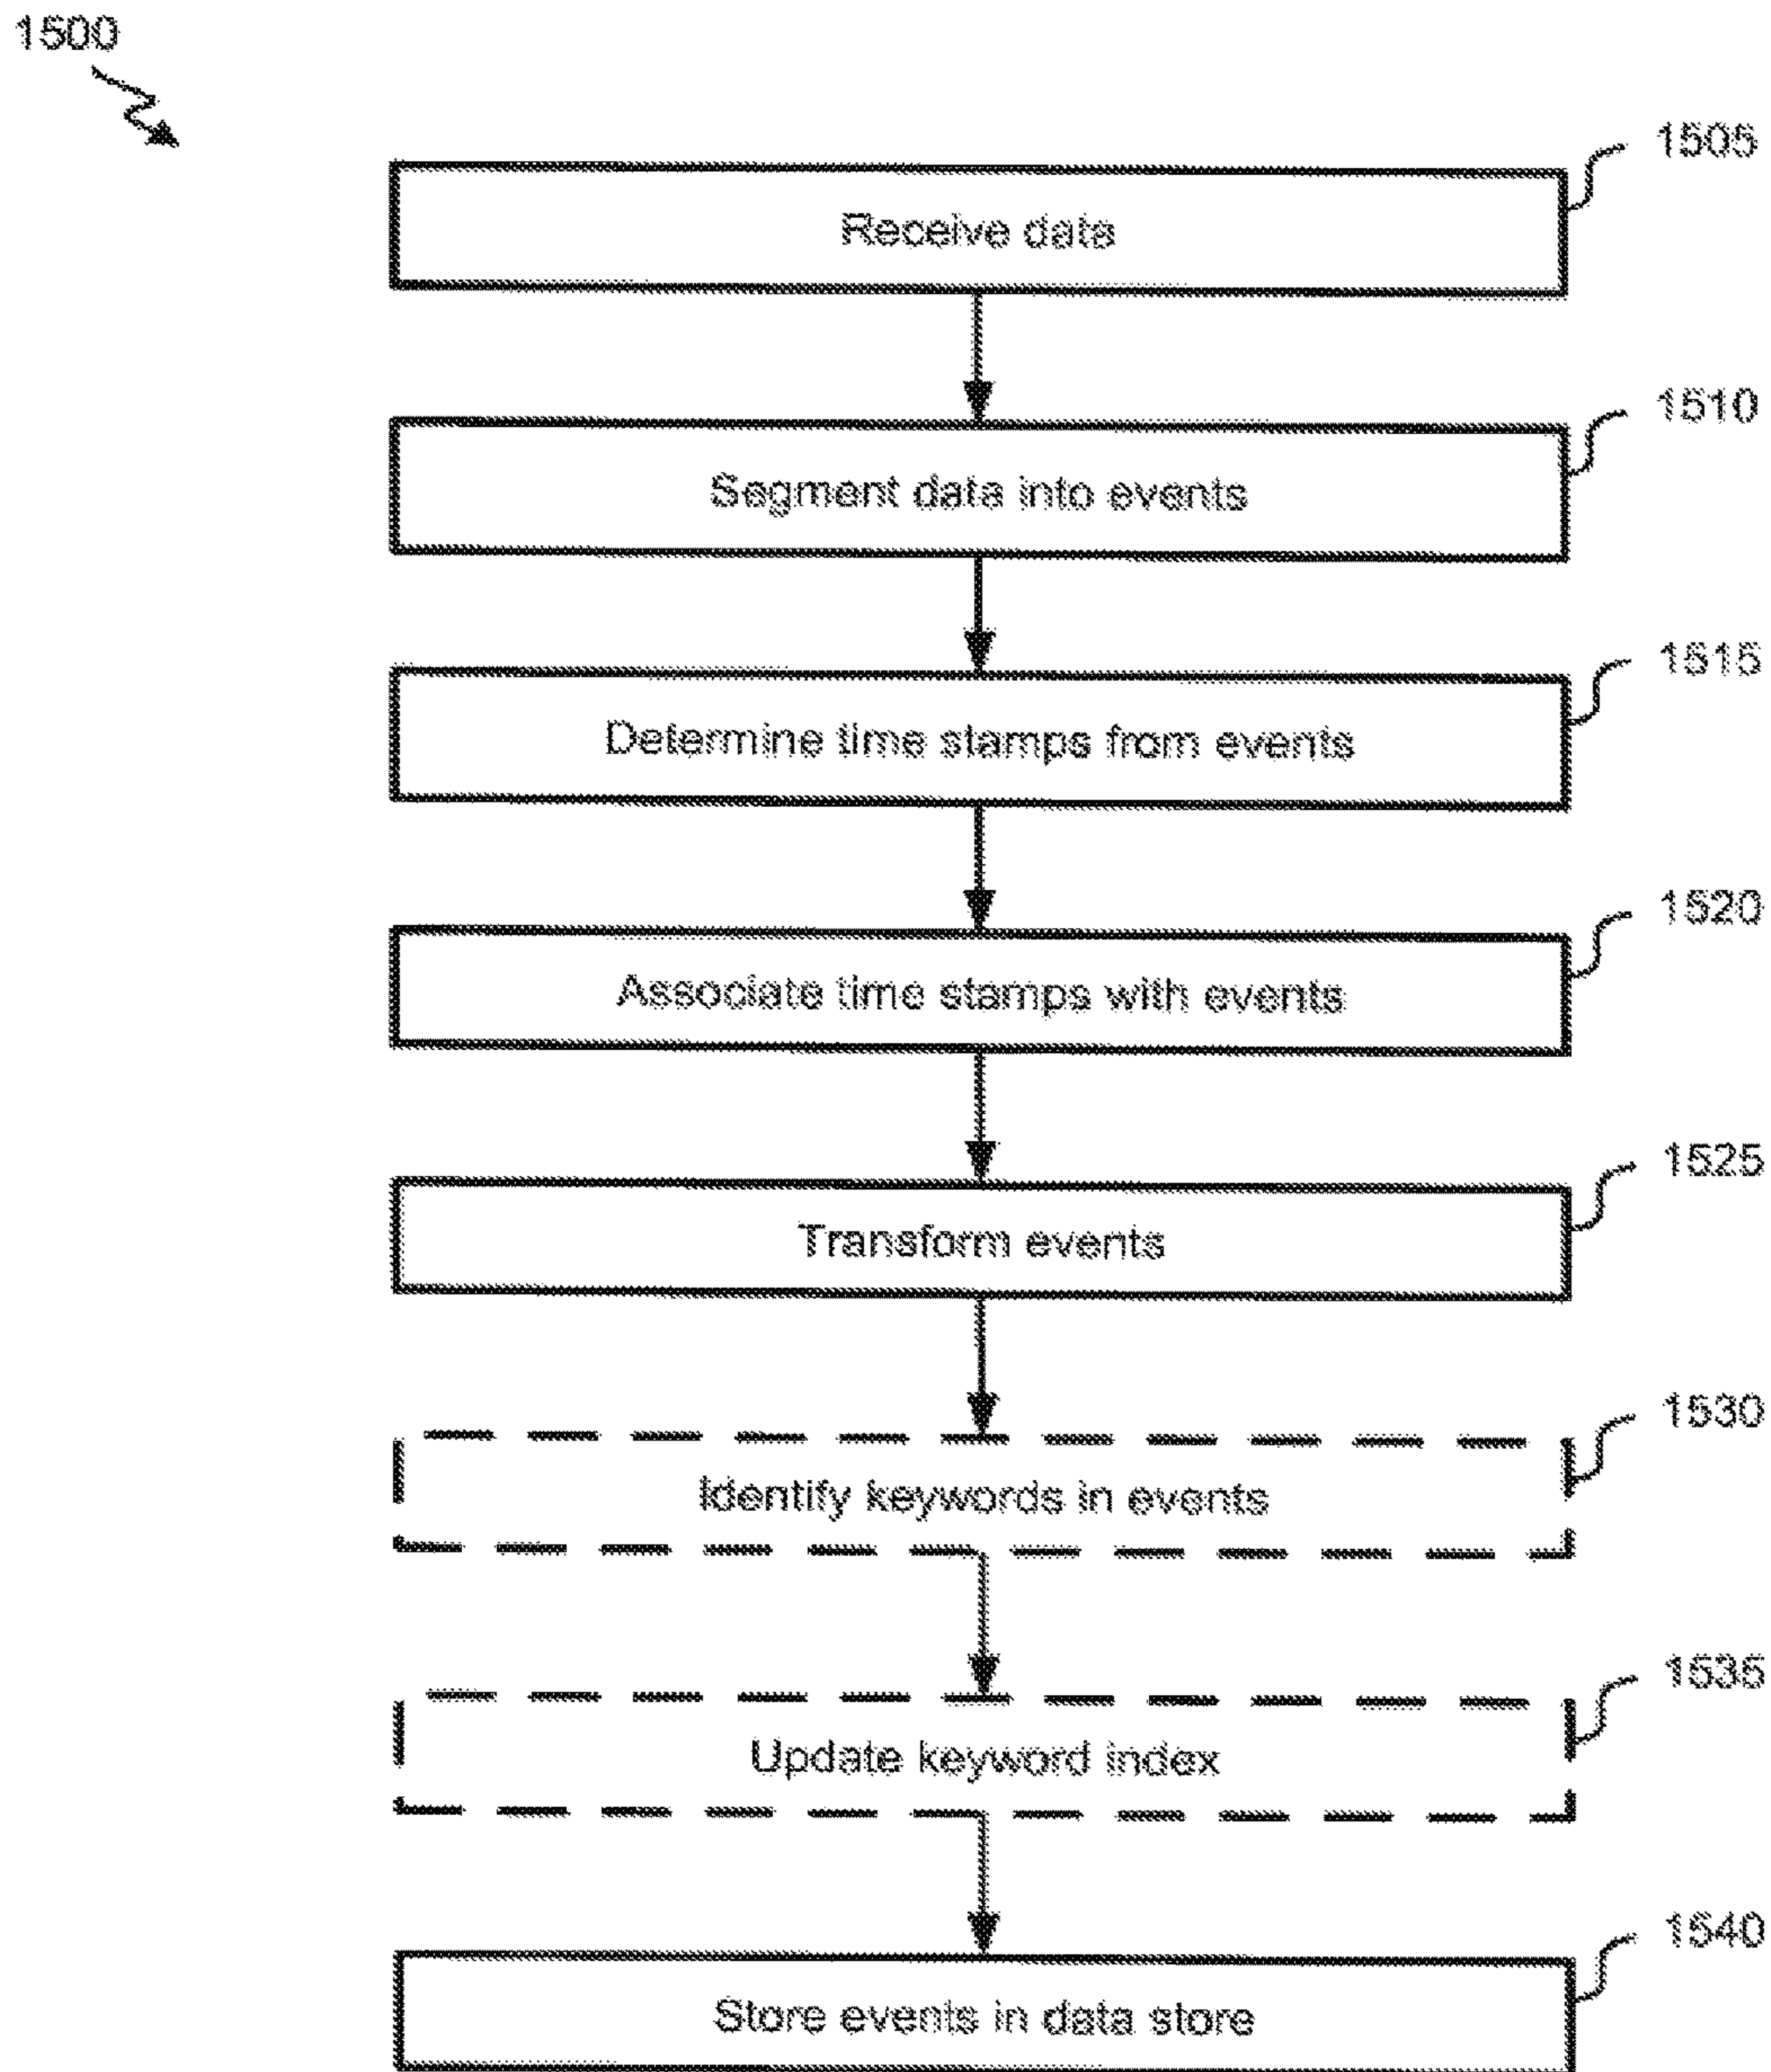 1500
1505
Receive data
1510
Segment data into events
1515
Determine time stamps from events
1520
Associate time stamps with events
1525
Transform events
1530
Identify keywords in events
1535
Update keyword index
1540
Store events in data store